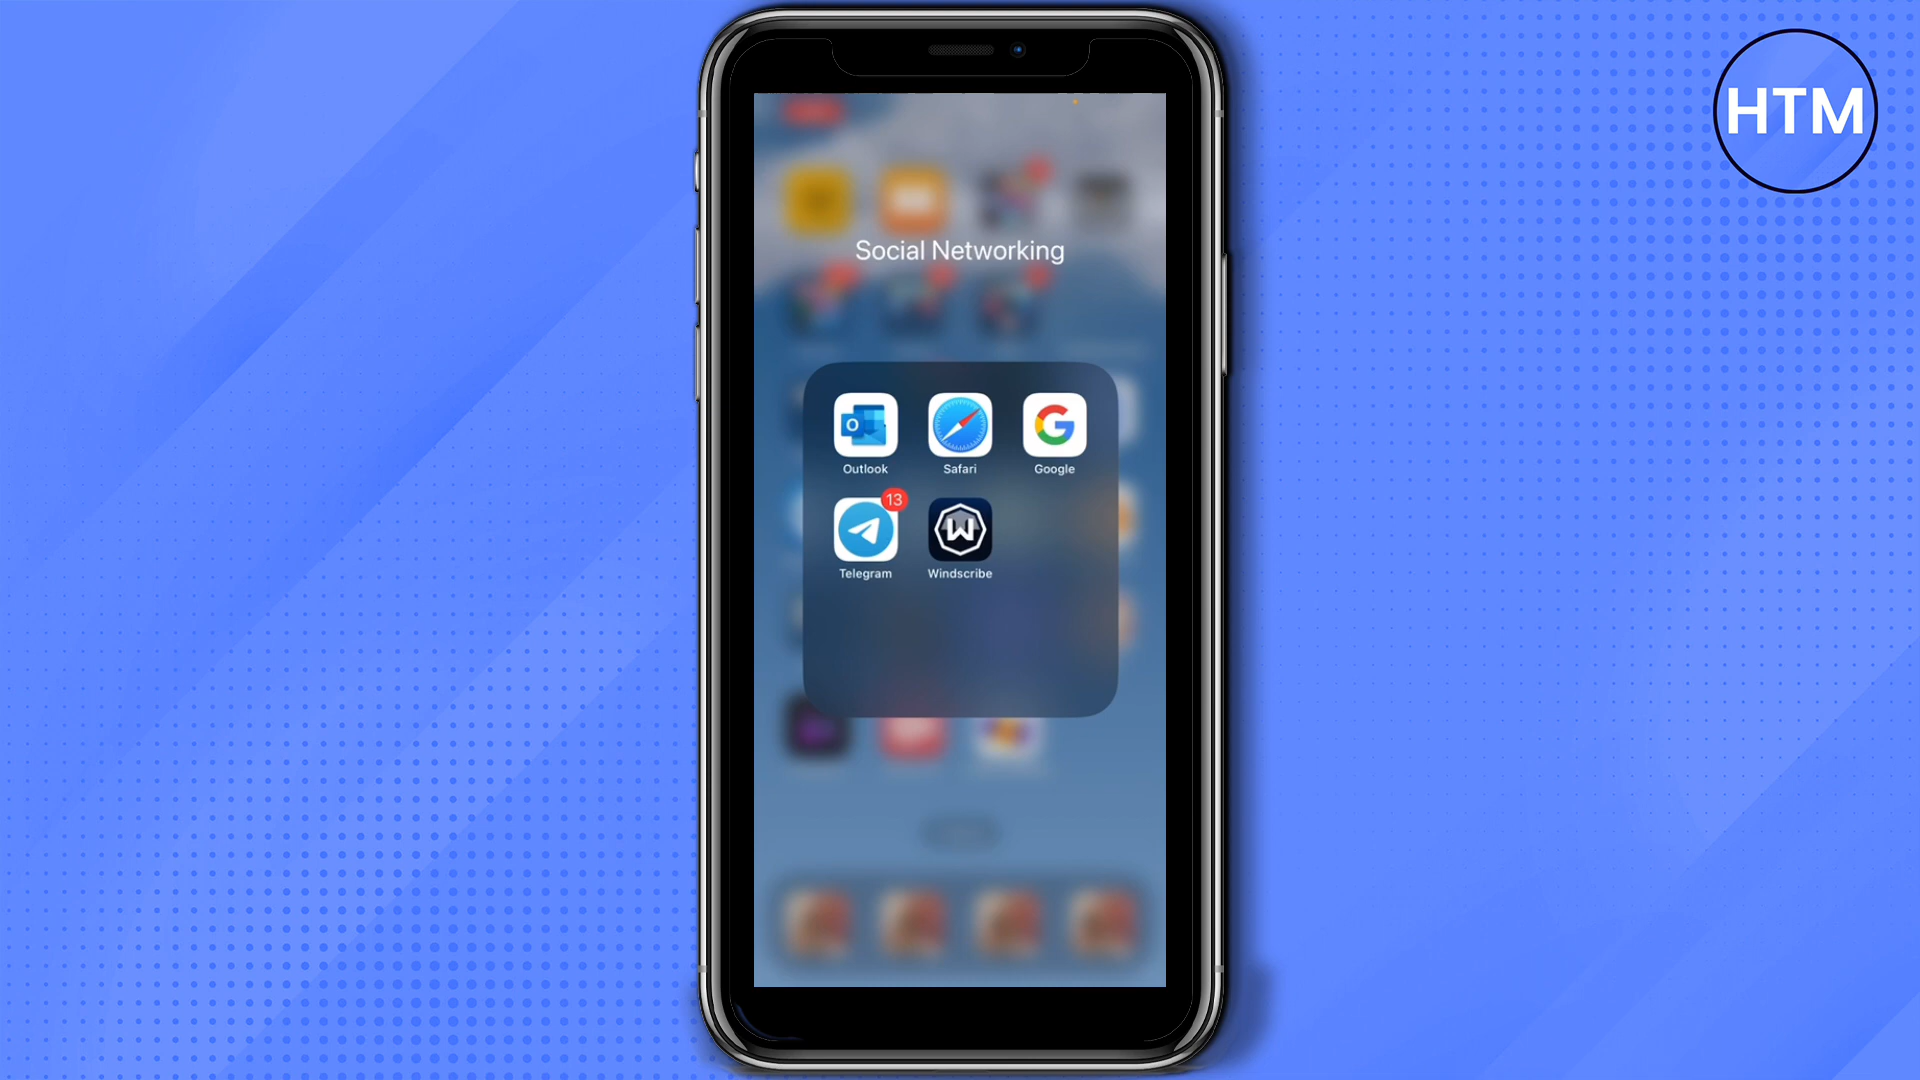 HTM
Social Networking
O
Outlook
Safari
G
Google
13
Telegram
W
Windscribe